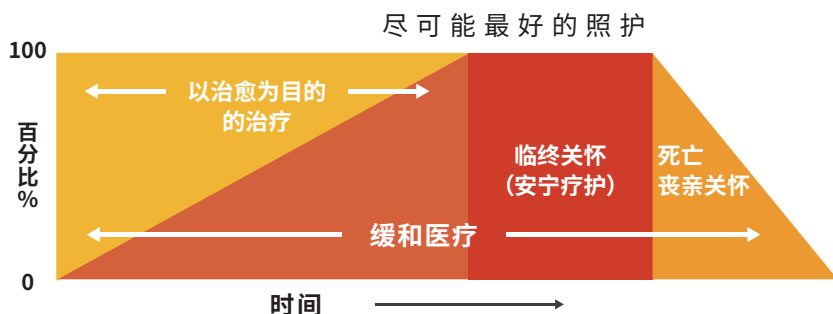 尽可能最好的照护
100
以治愈为目的
的治疗
百分比%
临终关怀
（安宁疗护）
死亡
丧亲关怀
缓和医疗
0
时间